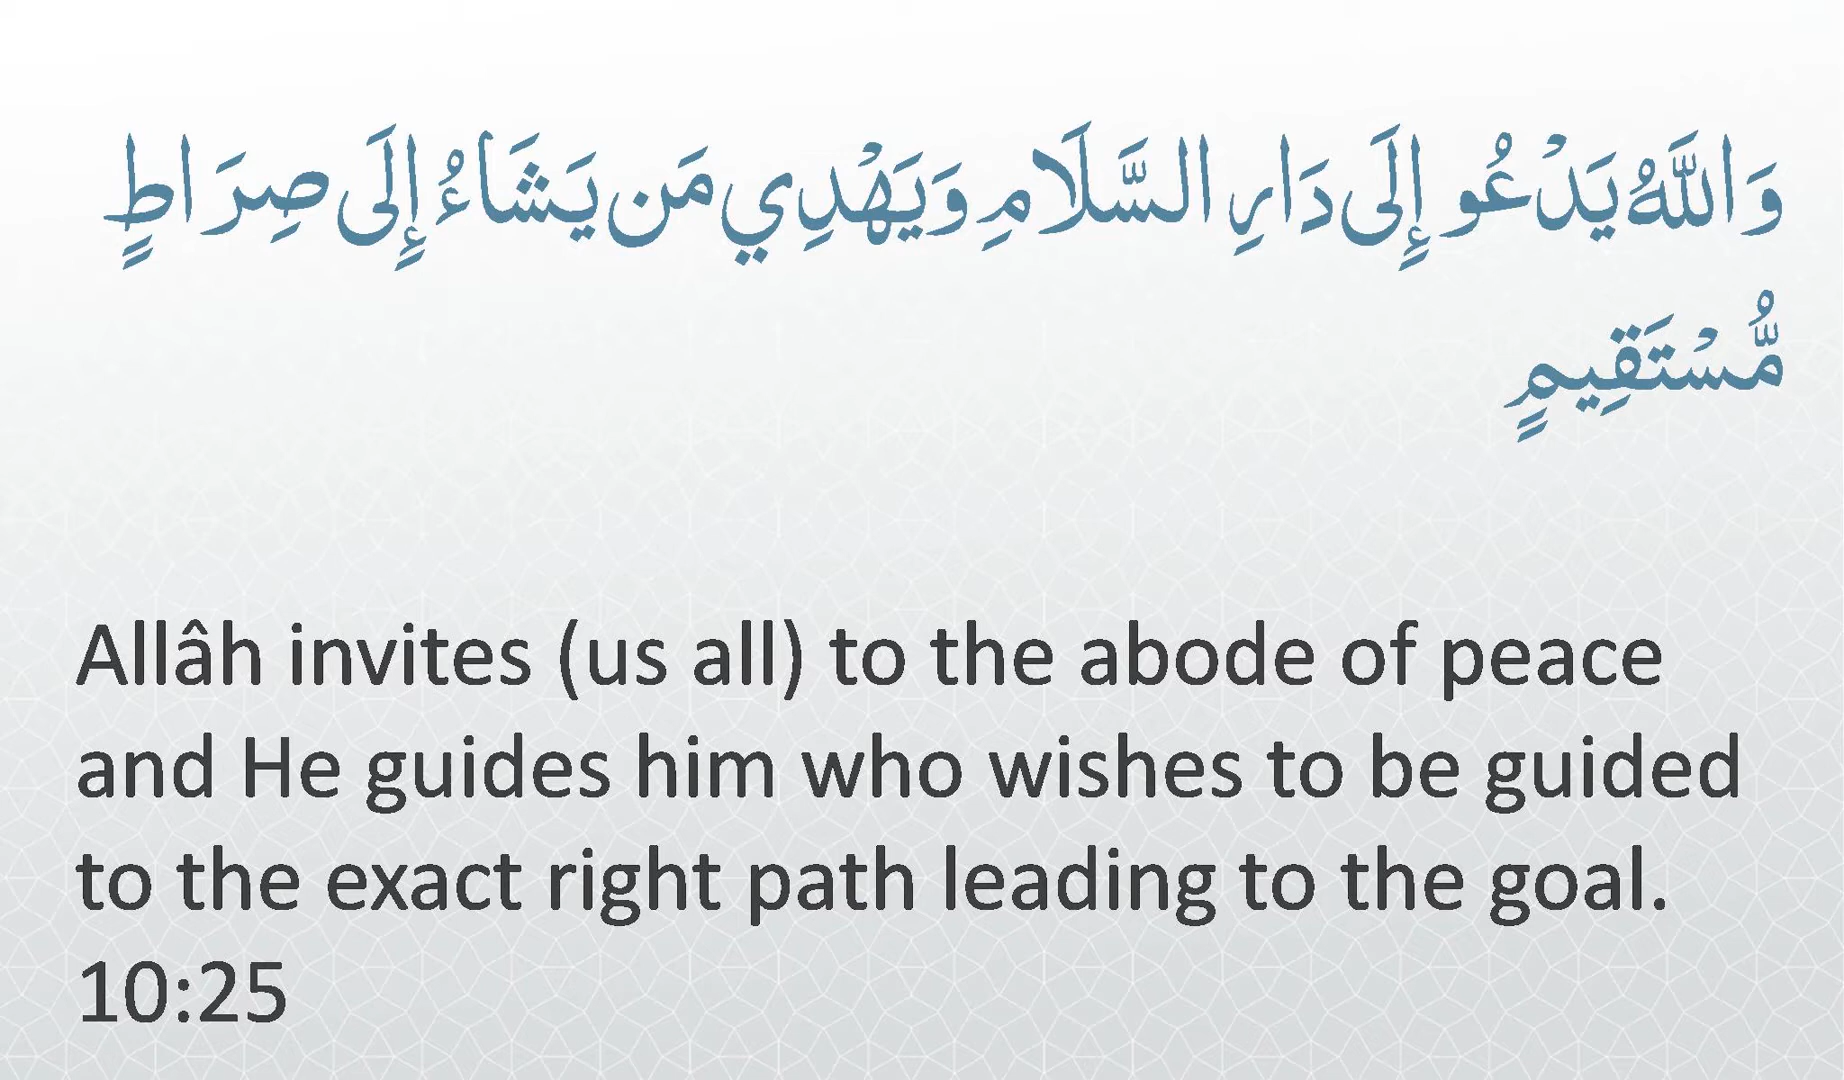 وَاللَّهُ يَدْعُو إِلَىٰ دَارِ السَّلَامِ وَيَهْدِي مَن يَشَاءُ إِلَىٰ صِرَاطٍ
مُّسْتَقِيمٍ
Allâh invites (us all) to the abode of peace
and He guides him who wishes to be guided
to the exact right path leading to the goal.
10:25